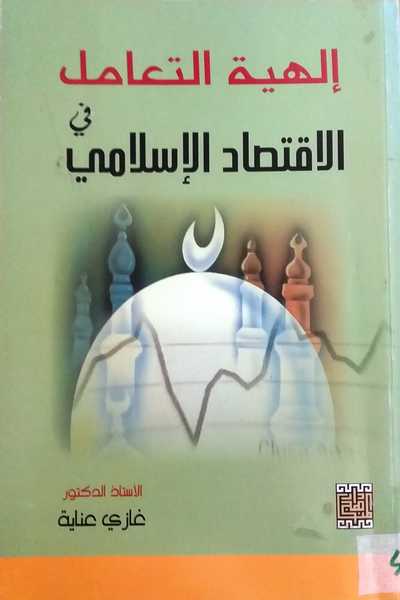 إلهية التعامل
في
الاقتصاد الإسلامي
الأستاذ الدكتور
غازي عناية